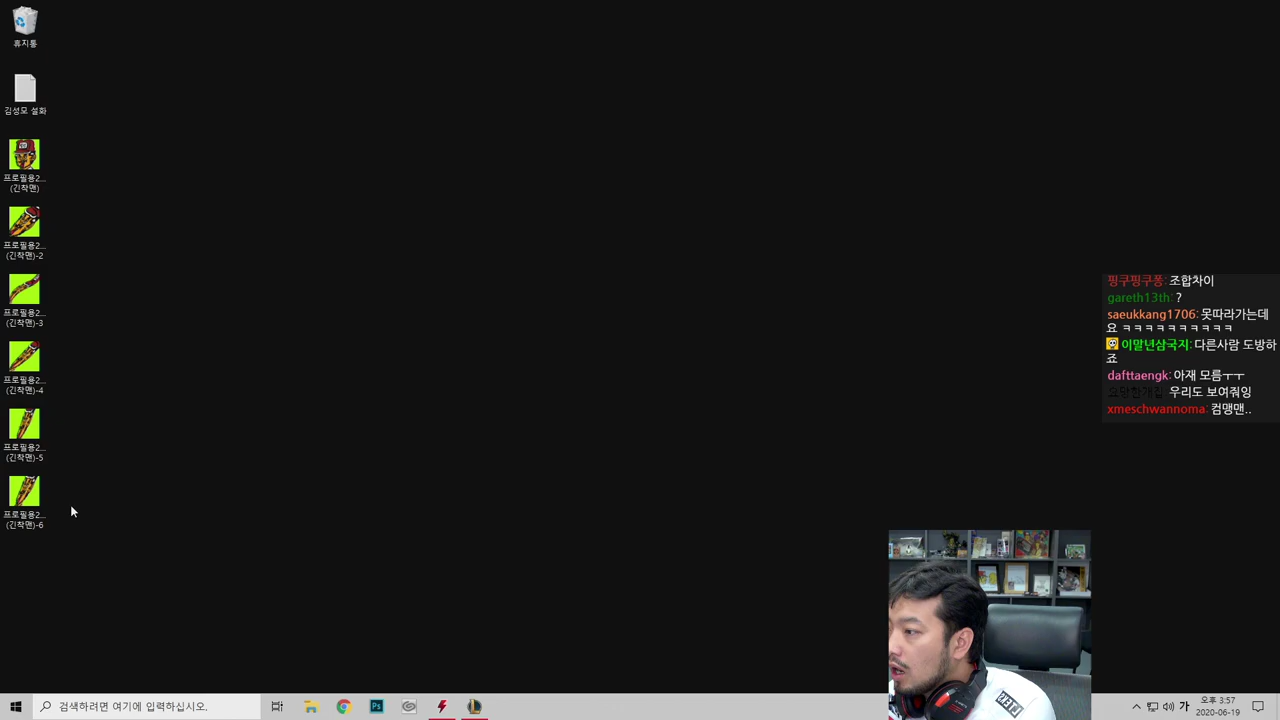 휴지통
김성모 설화
프로필용2...
(긴착맨)
프로필용2...
(긴착맨)-2
프로필용2...
(긴착맨)-3
프로필용2...
(긴착맨)-4
프로필용2...
(긴착맨)-5
프로필용2...
(긴착맨)-6
핑쿠핑쿠퐁: 조합차이
gareth13th: ?
saeukkang1706: 못따라가는데
요 ㅋㅋㅋㅋㅋㅋㅋㅋㅋㅋ
이말년삼국지: 다른사람 도방하
죠
dafttaengk: 아재 모름ㅜㅜ
우리도 보여줘잉
xmeschwannoma: 컴맹맨..
검색하려면 여기에 입력하십시오.
Ps
가
오후 3:57
2020-06-19